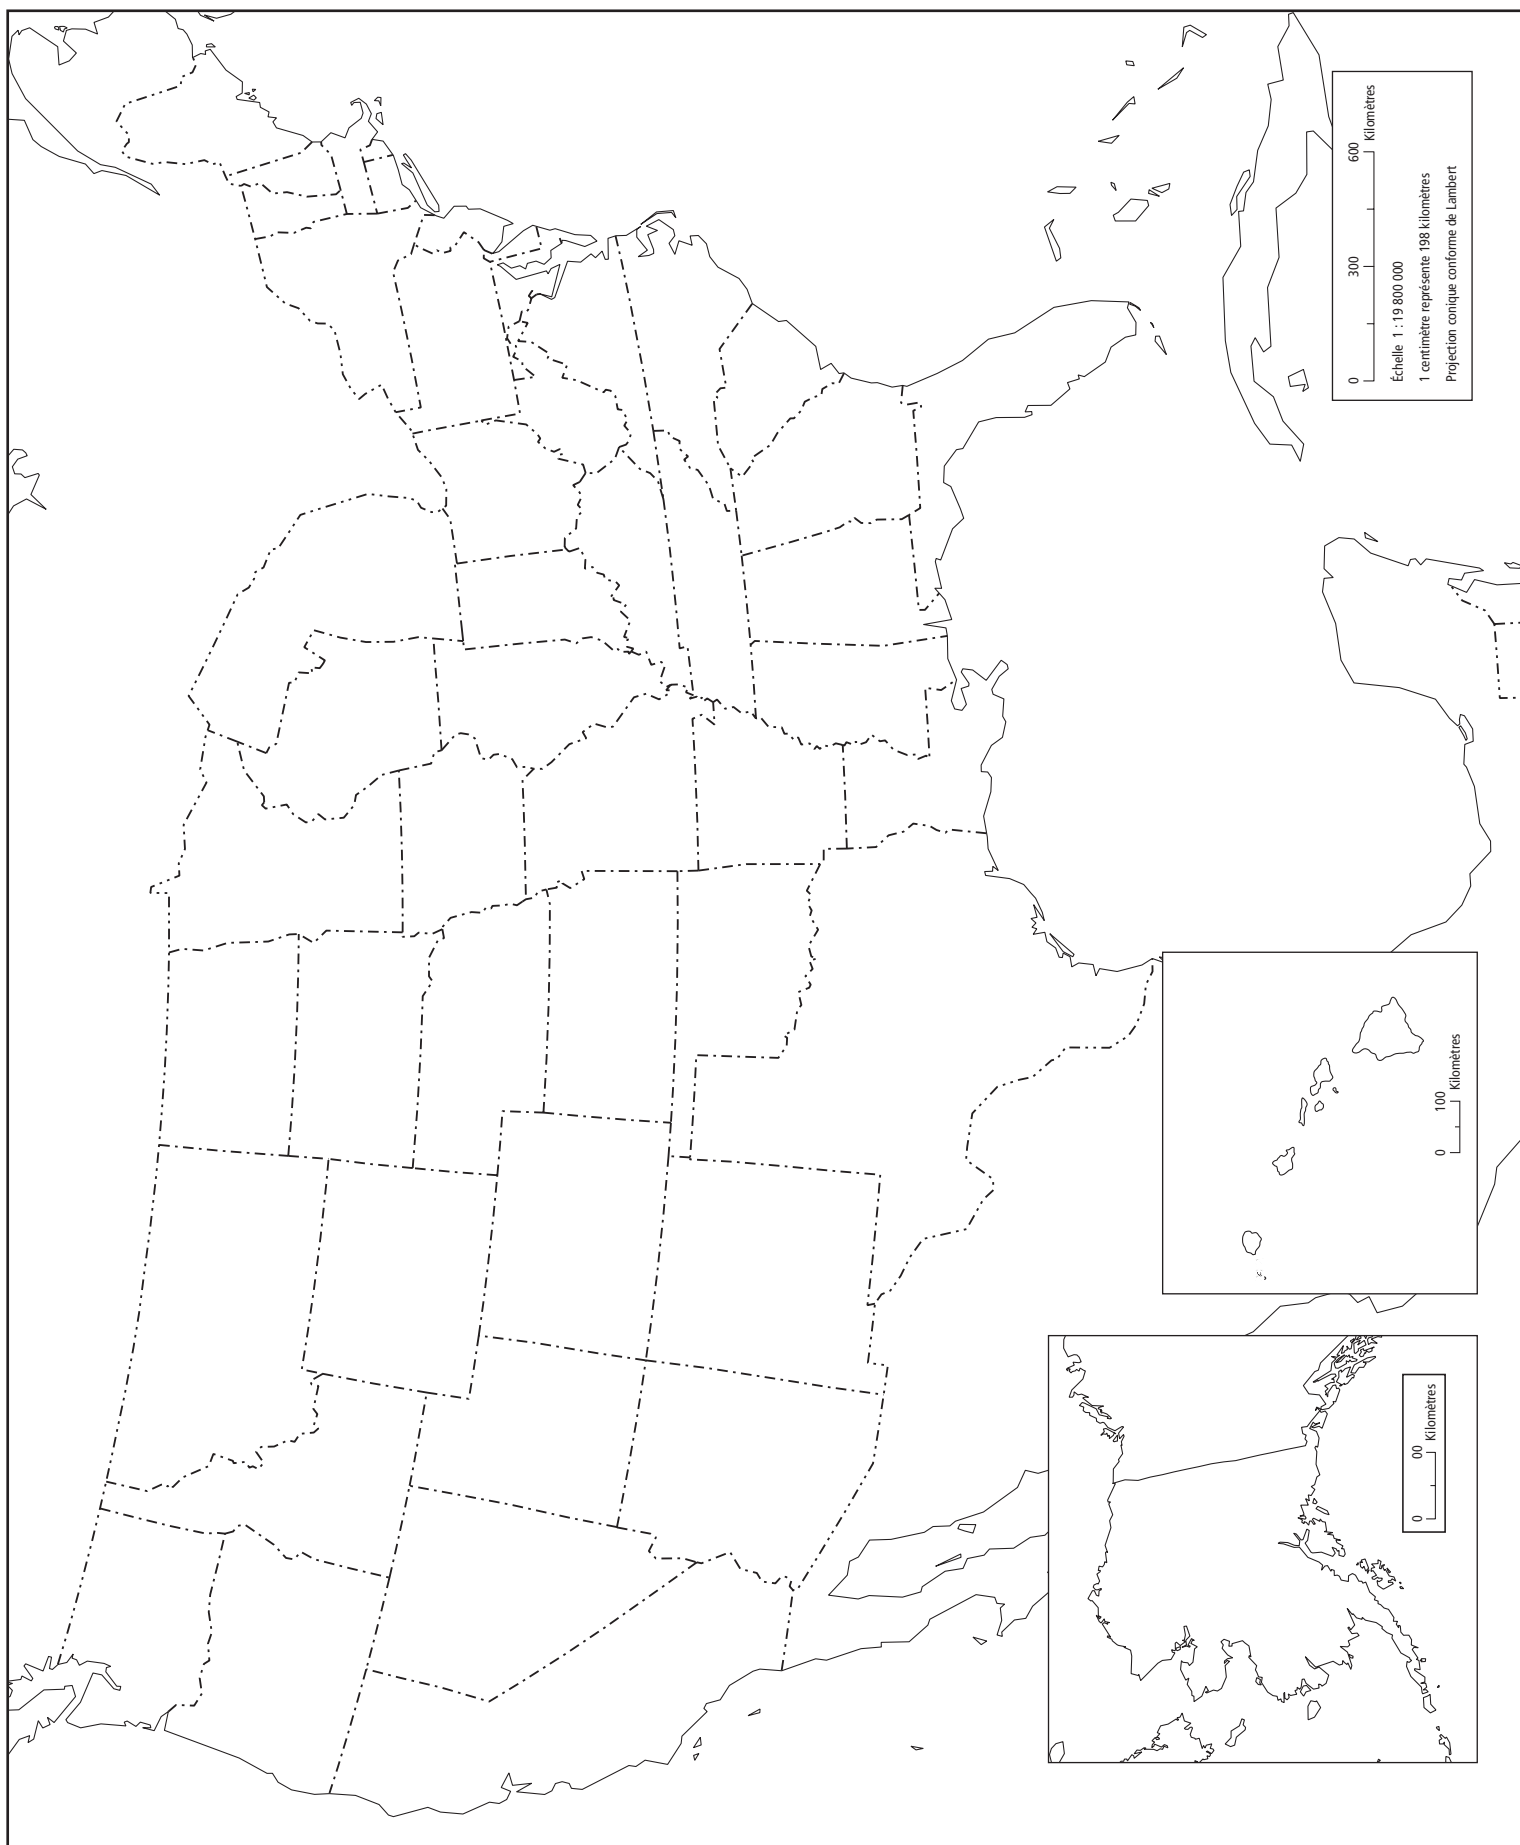 0 300 600
Kilomètres
Échelle 1 : 19 800 000
1 centimètre représente 198 kilomètres
Projection conique conforme de Lambert
0 100
Kilomètres
0 00
Kilomètres